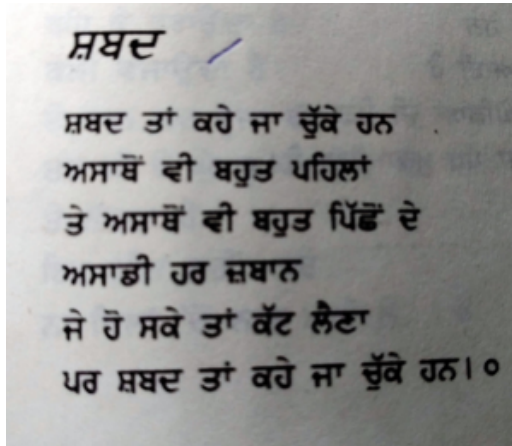 ਸ਼ਬਦ
ਸ਼ਬਦ ਤਾਂ ਕਹੇ ਜਾ ਚੁੱਕੇ ਹਨ
ਅਸਾਥੋਂ ਵੀ ਬਹੁਤ ਪਹਿਲਾਂ
ਤੇ ਅਸਾਥੋਂ ਵੀ ਬਹੁਤ ਪਿੱਛੋਂ ਦੇ
ਅਸਾਡੀ ਹਰ ਜ਼ਬਾਨ
ਜੇ ਹੋ ਸਕੇ ਤਾਂ ਕੱਟ ਲੈਣਾ
ਪਰ ਸ਼ਬਦ ਤਾਂ ਕਹੇ ਜਾ ਚੁੱਕੇ ਹਨ। ੦